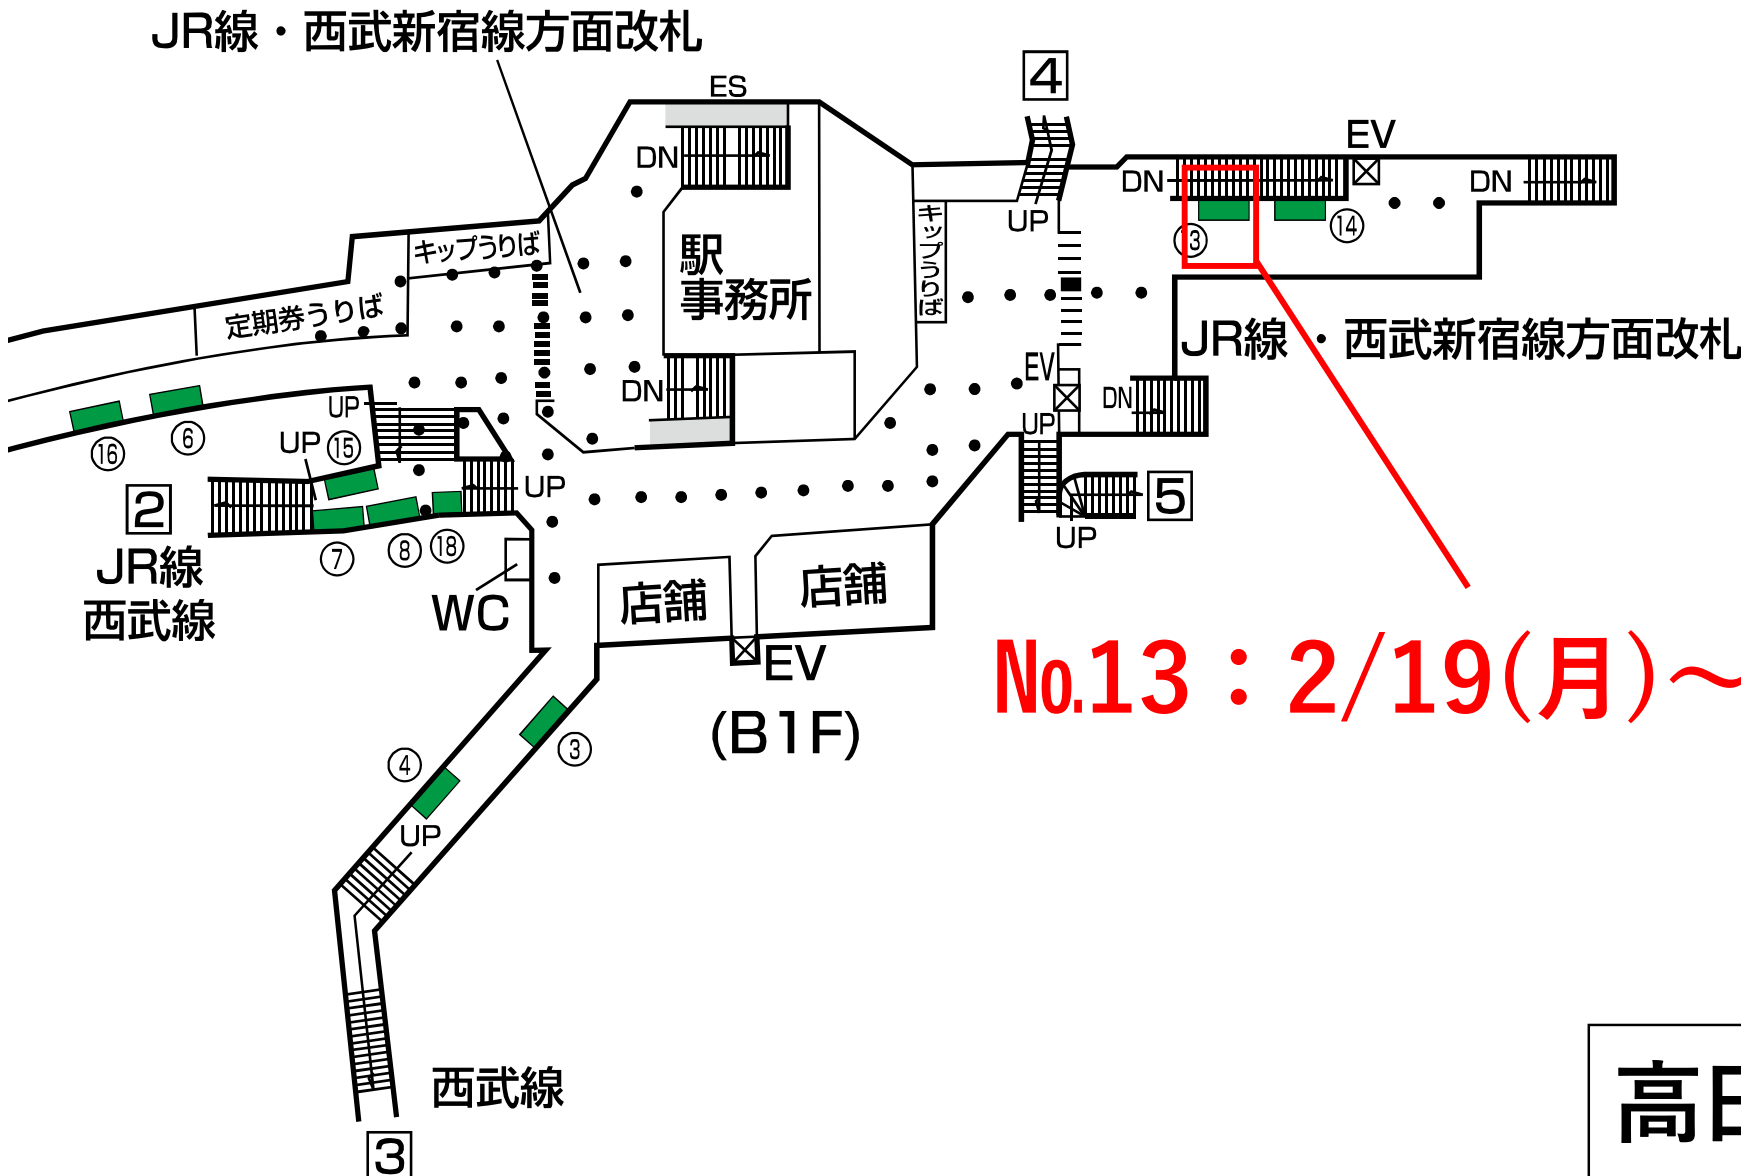 JR線・西武新宿線方面改札
ES
4
EV
DN
DN
DN
UP
⑬
⑭
キップうりば
キップうりば
駅
事務所
定期券うりば
JR線・西武新宿線方面改札
EV
DN
DN
UP
UP
⑯
⑥
UP
⑮
UP
2
⑦
⑧
⑱
5
UP
JR線
西武線
WC
店舗
店舗
EV
№.13：2/19(月)～
(B1F)
③
④
UP
西武線
3